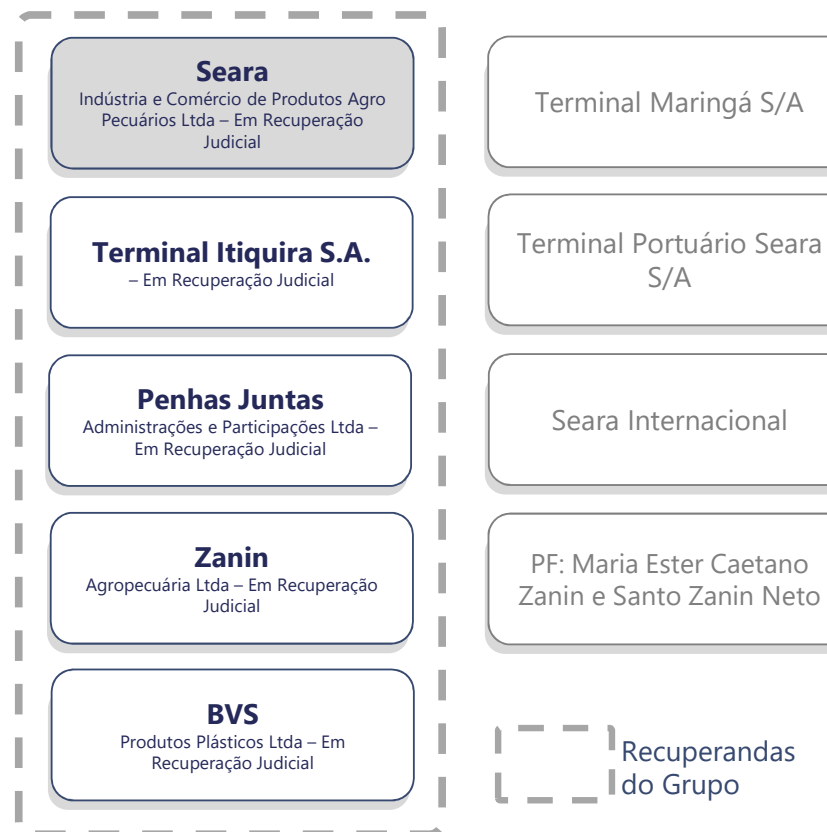 Seara
Indústria e Comércio de Produtos Agro
Pecuários Ltda – Em Recuperação
Judicial
Terminal Itiquira S.A.
– Em Recuperação Judicial
Penhas Juntas
Administrações e Participações Ltda –
Em Recuperação Judicial
Zanin
Agropecuária Ltda – Em Recuperação
Judicial
BVS
Produtos Plásticos Ltda – Em
Recuperação Judicial
Terminal Maringá S/A
Terminal Portuário Seara
S/A
Seara Internacional
PF: Maria Ester Caetano
Zanin e Santo Zanin Neto
Recuperandas
do Grupo